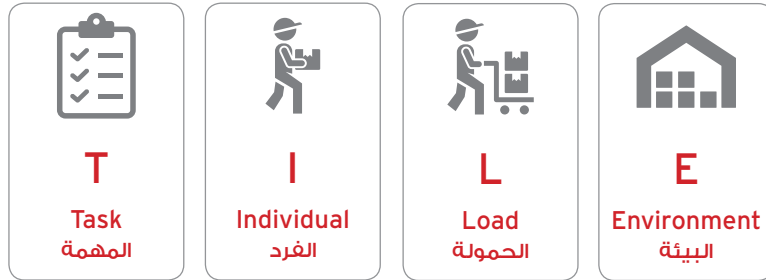 T
Task
المهمة
I
Individual
الفرد
L
Load
الحمولة
E
Environment
البيئة